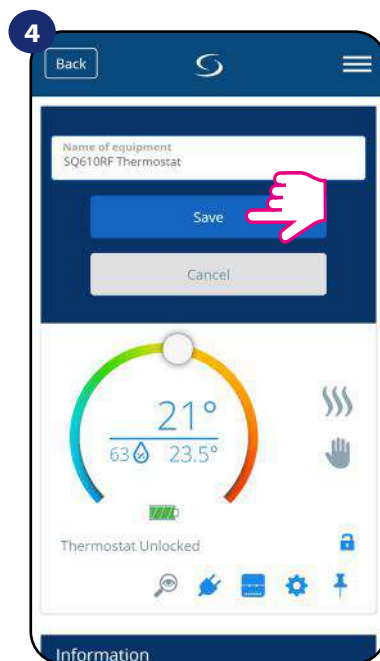 4
Back
Name of equipment
SQ610RF Thermostat
Save
Cancel
21°
63 23.5°
Thermostat Unlocked
Information